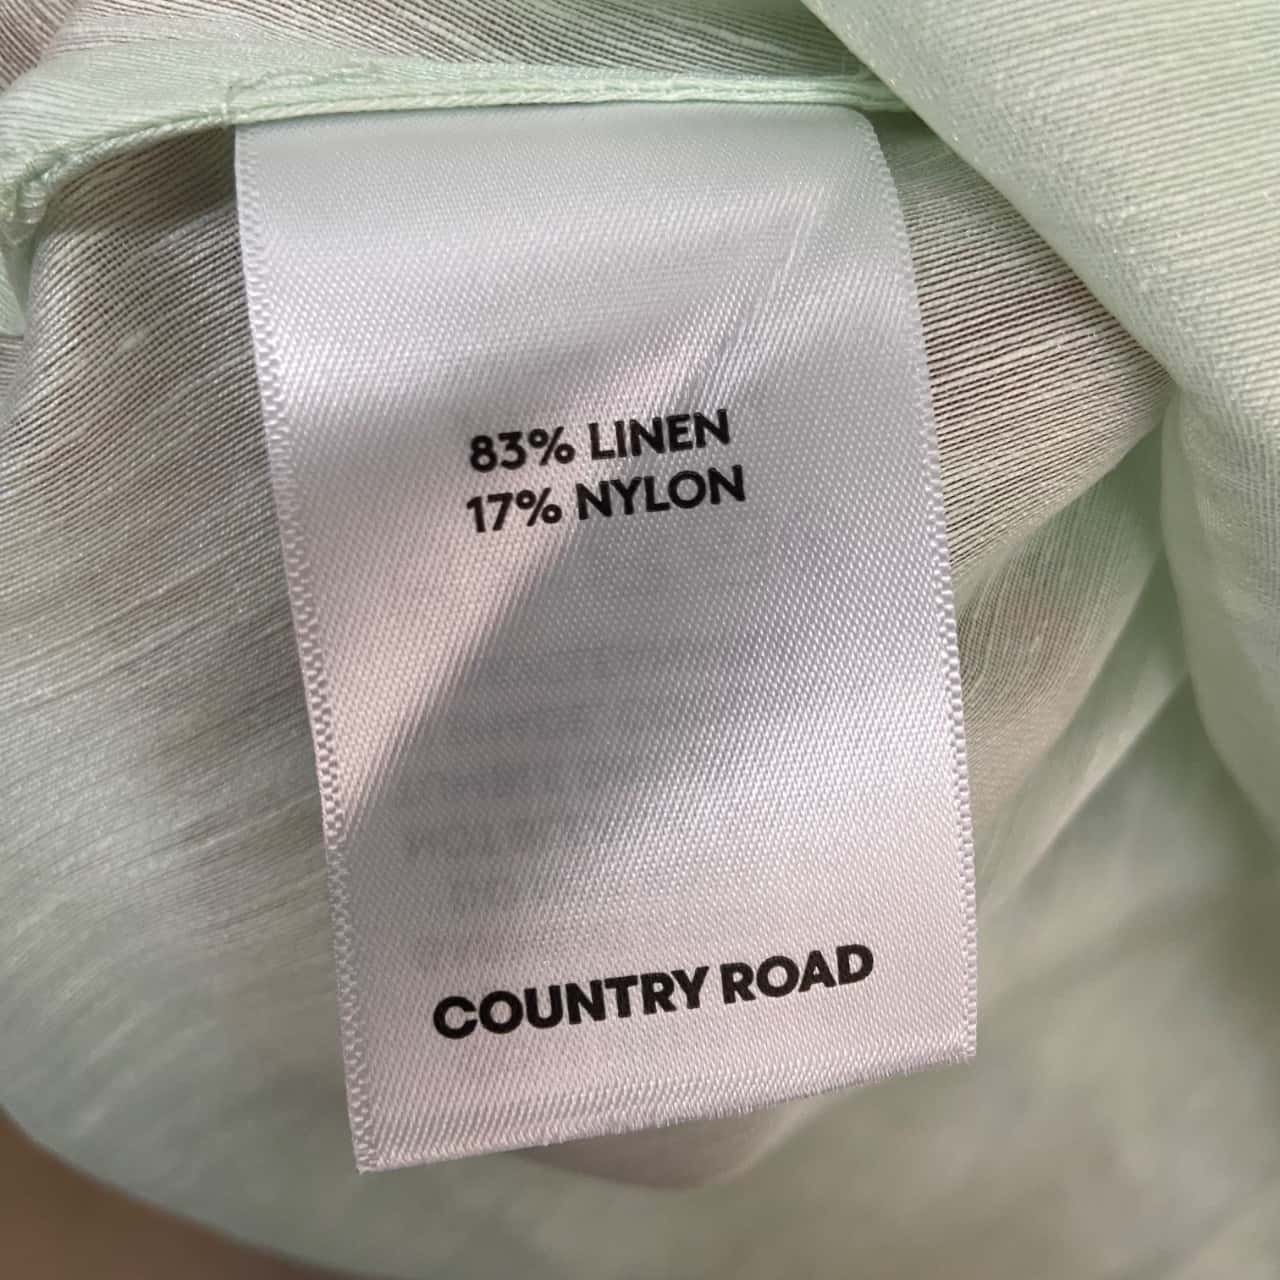 83% LINEN
17% NYLON
COUNTRY ROAD